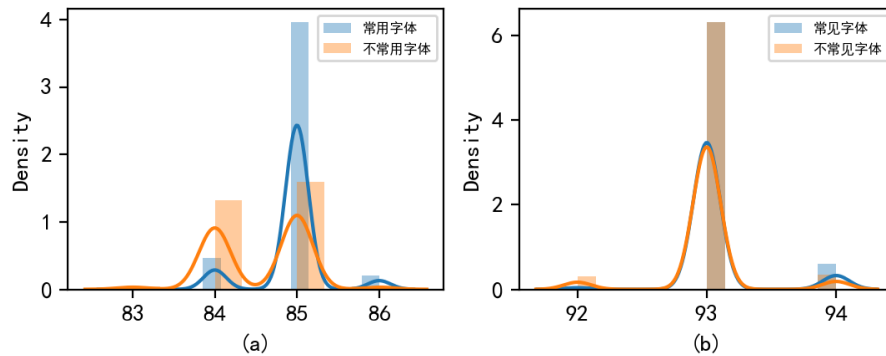 4
3
2
1
0
Density
常用字体
不常用字体
83 84 85 86
(a)
6
4
2
0
Density
常见字体
不常见字体
92 93 94
(b)